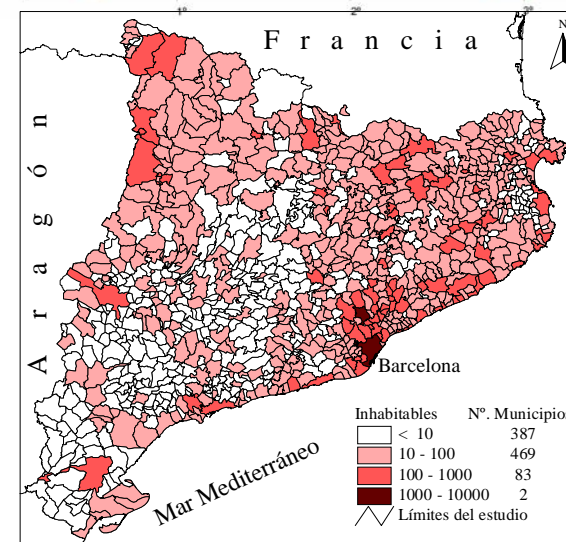 1° 2° 3°
F r a n c i a
N
A r a g ó n
Barcelona
Mar Mediterráneo
Inhabitables Nº. Municipios
< 10 387
10 - 100 469
100 - 1000 83
1000 - 10000 2
Límites del estudio